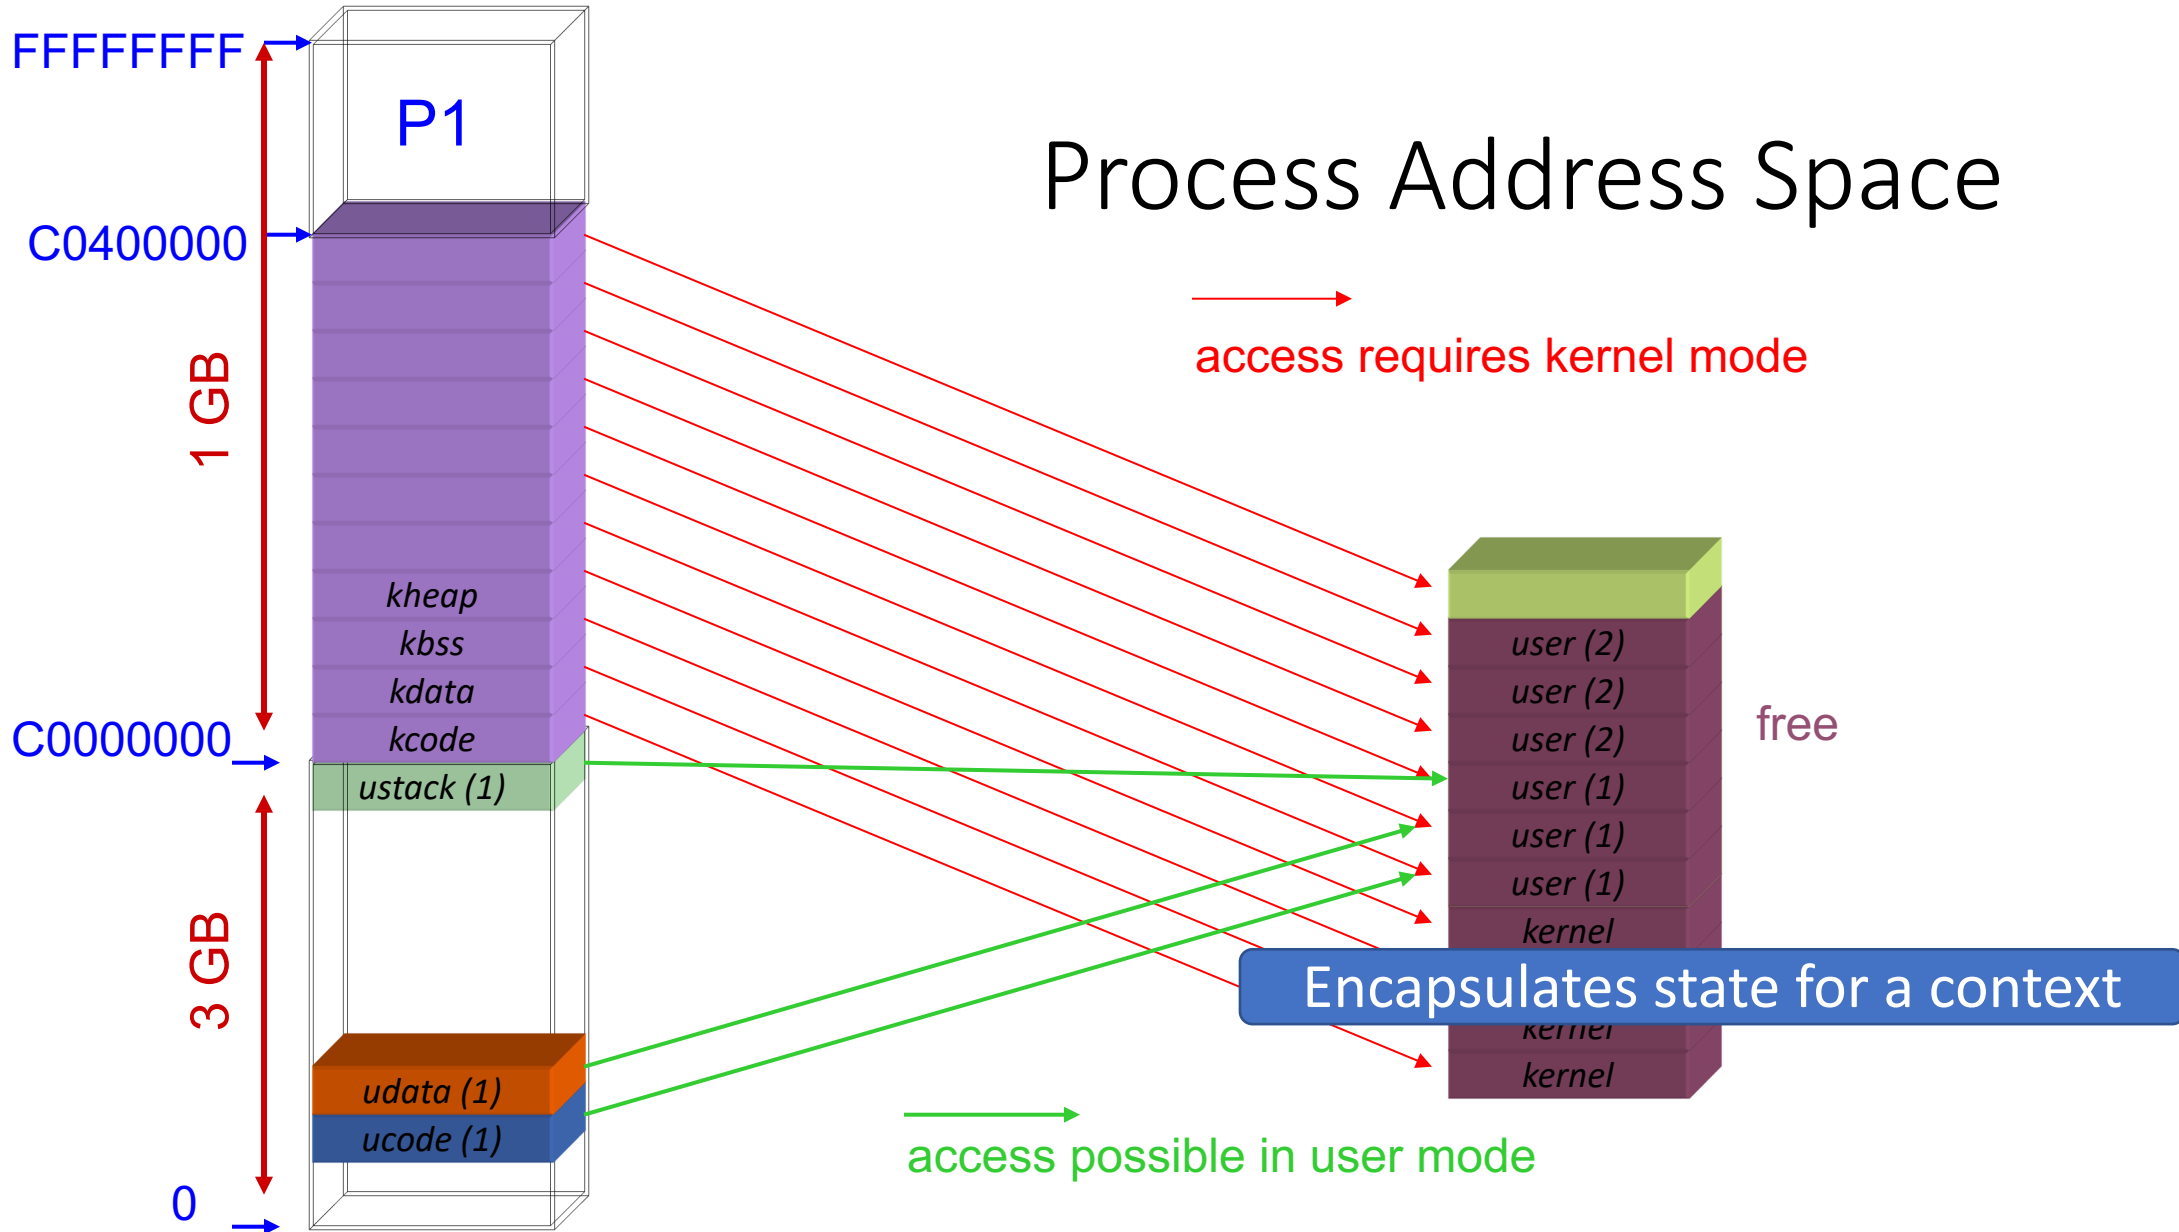 Process Address Space
FFFFFFFF
P1
C0400000
1 GB
access requires kernel mode
kheap
kbss
kdata
kcode
C0000000
ustack (1)
3 GB
udata (1)
ucode (1)
0
user (2)
user (2)
user (2)
user (1)
user (1)
user (1)
kernel
kernel
kernel
free
Encapsulates state for a context
access possible in user mode